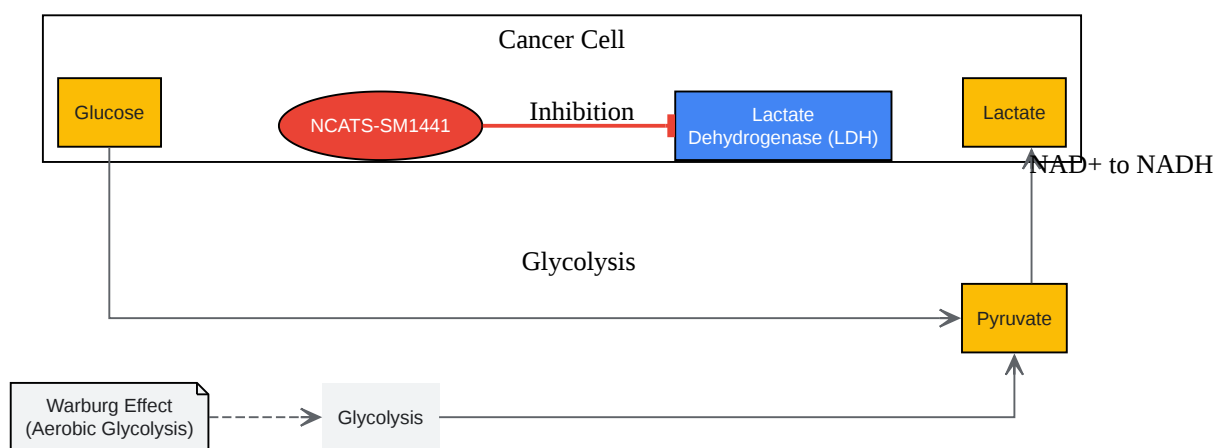 Cancer Cell
Glucose
NCATS-SM1441
Inhibition
Lactate
Dehydrogenase (LDH)
Lactate
NAD+ to NADH
Glycolysis
Pyruvate
Warburg Effect
(Aerobic Glycolysis)
Glycolysis